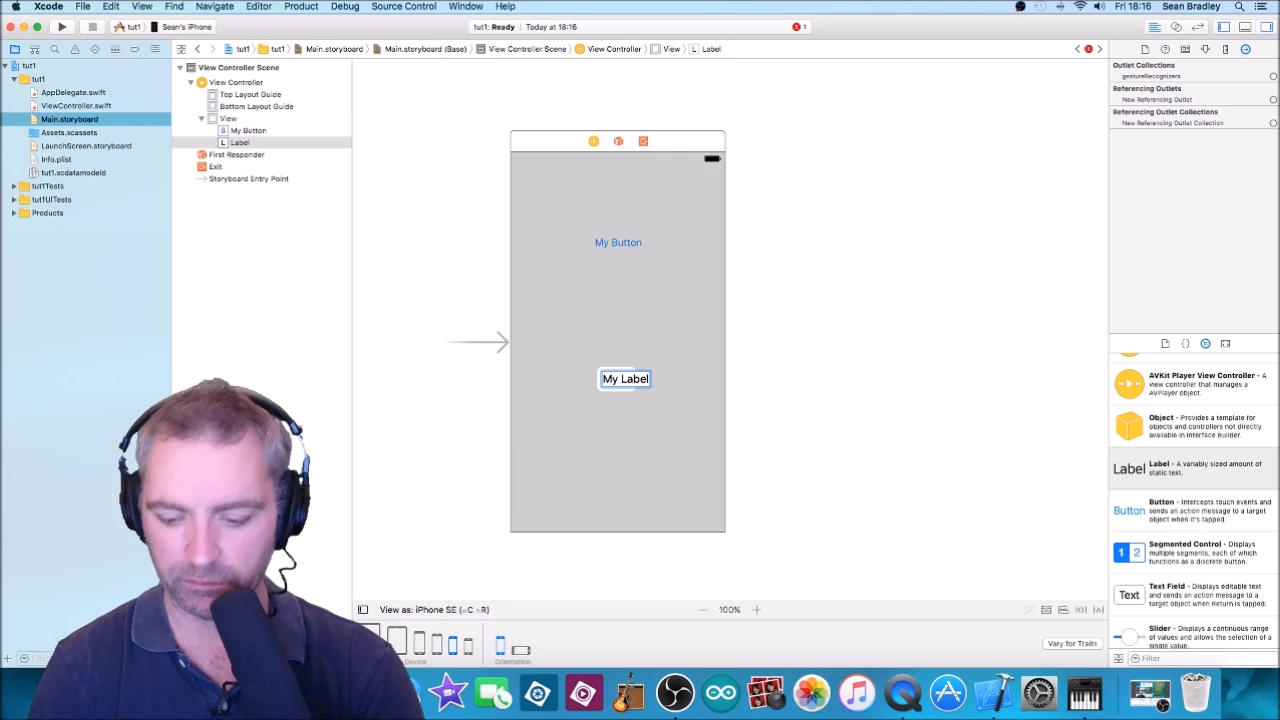 Xcode File Edit View Find Navigate Editor Product Debug Source Control Window Help Fri 18:16 Sean Bradley
tut1 Sean's iPhone tut1: Ready Today at 18:16 1
tut1 tut1 Main.storyboard Main.storyboard (Base) View Controller Scene View Controller View L Label
tut1
tut1
AppDelegate.swift
ViewController.swift
Main.storyboard
Assets.xcassets
LaunchScreen.storyboard
Info.plist
tut1.xcdatamodeld
tut1Tests
tut1UITests
Products
View Controller Scene
View Controller
Top Layout Guide
Bottom Layout Guide
View
B My Button
L Label
First Responder
Exit
Storyboard Entry Point
My Button
My Label
View as: iPhone SE (wC hR)
100%
Device
Orientation
Vary for Traits
Outlet Collections
gestureRecognizers
Referencing Outlets
New Referencing Outlet
Referencing Outlet Collections
New Referencing Outlet Collection
AVKit Player View Controller - A
view controller that manages a
AVPlayer object.
Object - Provides a template for
objects and controllers not directly
available in Interface Builder.
Label
Label - A variably sized amount of
static text.
Button
Button - Intercepts touch events and
sends an action message to a target
object when it's tapped.
1 2
Segmented Control - Displays
multiple segments, each of which
functions as a discrete button.
Text
Text Field - Displays editable text
and sends an action message to a
target object when Return is tapped.
Slider - Displays a continuous range
of values and allows the selection of a
single value.
Filter